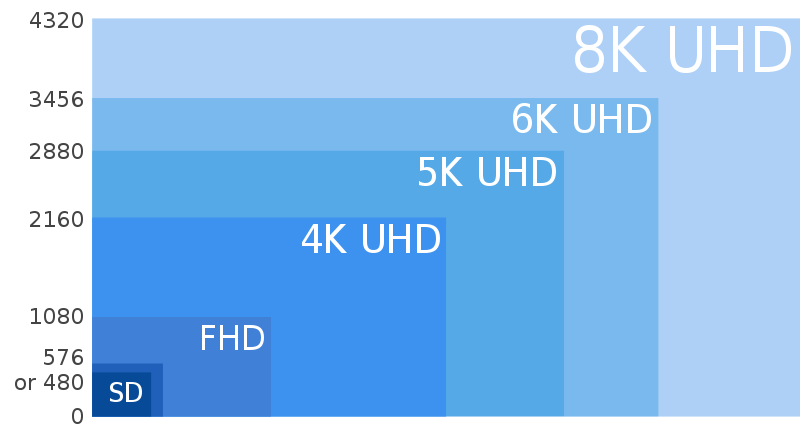 4320
8K UHD
3456
6K UHD
2880
5K UHD
2160
4K UHD
1080
FHD
576
or 480
SD
0